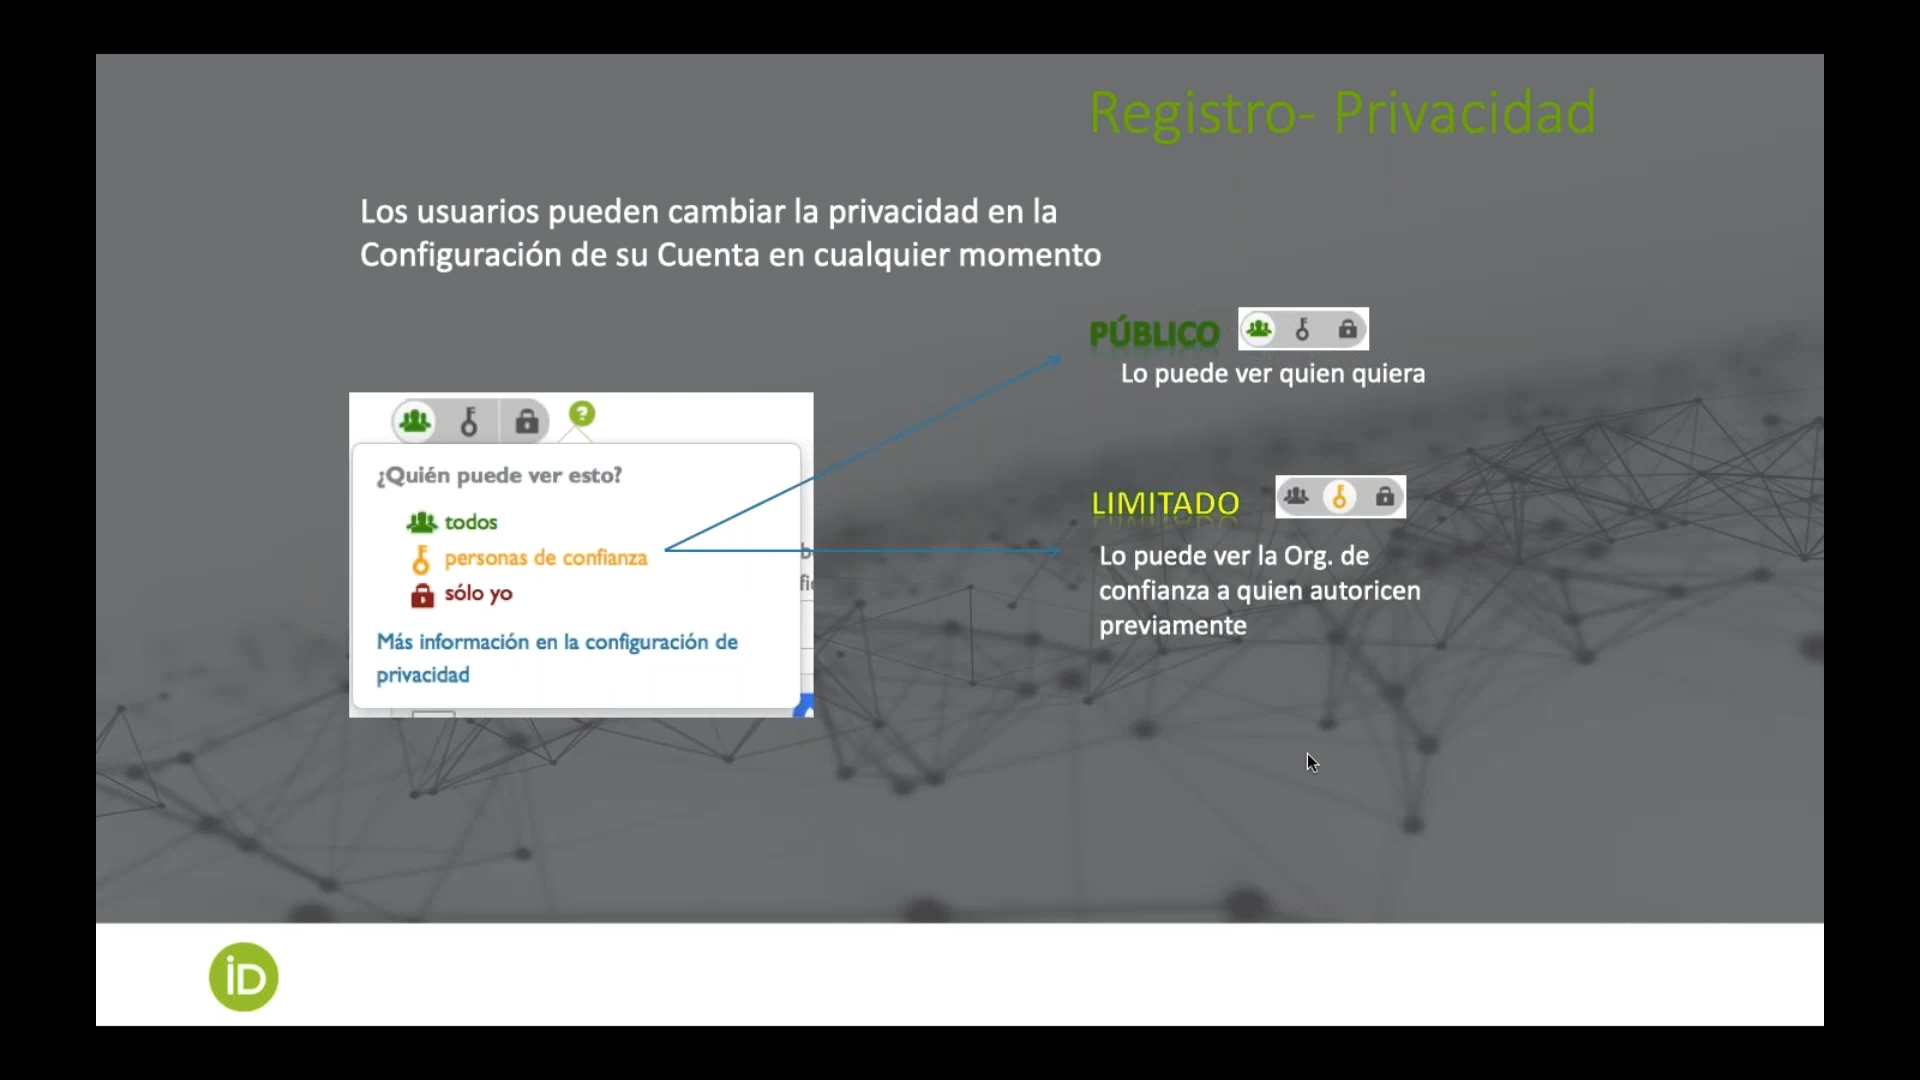 Registro- Privacidad
Los usuarios pueden cambiar la privacidad en la
Configuración de su Cuenta en cualquier momento
PÚBLICO
Lo puede ver quien quiera
?
¿Quién puede ver esto?
todos
personas de confianza
sólo yo
Más información en la configuración de
privacidad
LIMITADO
Lo puede ver la Org. de
confianza a quien autoricen
previamente
iD